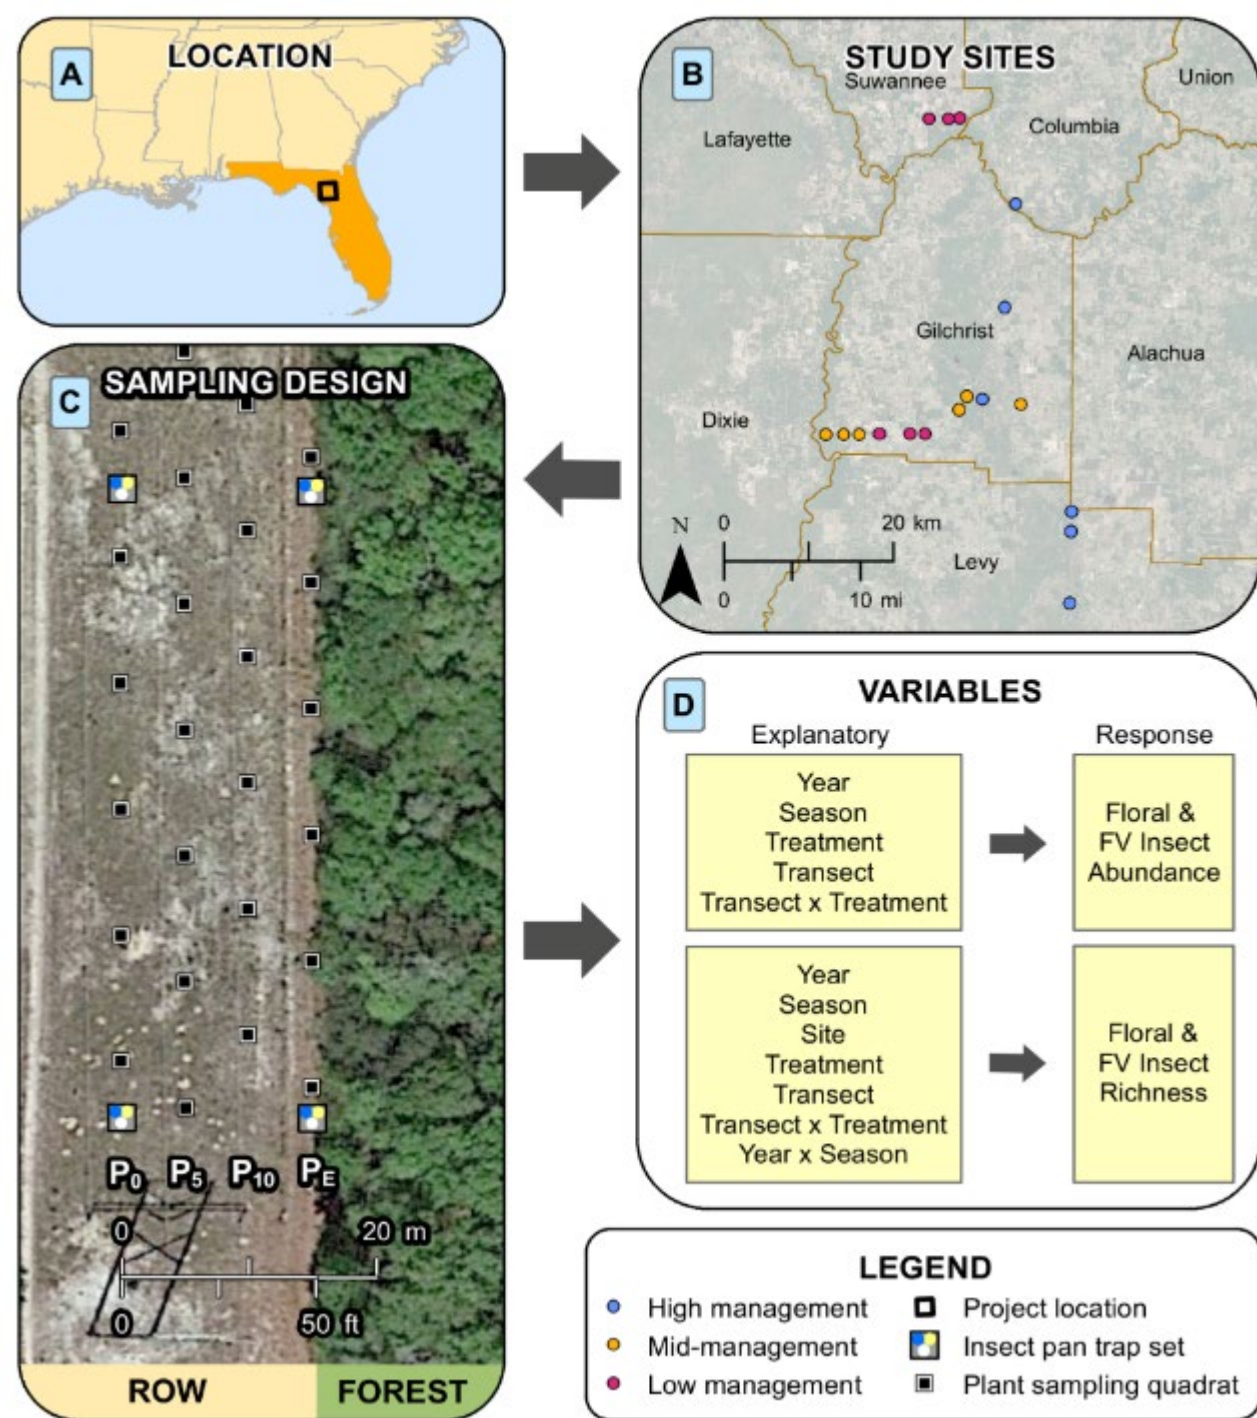 A
LOCATION
B
STUDY SITES
Suwannee
Union
Lafayette
Columbia
Gilchrist
Alachua
Dixie
N
0
20 km
Levy
0
10 mi
C
SAMPLING DESIGN
P0 P5 P10 PE
0
20 m
0
50 ft
ROW
FOREST
D
VARIABLES
Explanatory
Response
Year
Season
Treatment
Transect
Transect x Treatment
Floral &
FV Insect
Abundance
Year
Season
Site
Treatment
Transect
Transect x Treatment
Year x Season
Floral &
FV Insect
Richness
LEGEND
High management
Project location
Mid-management
Insect pan trap set
Low management
Plant sampling quadrat